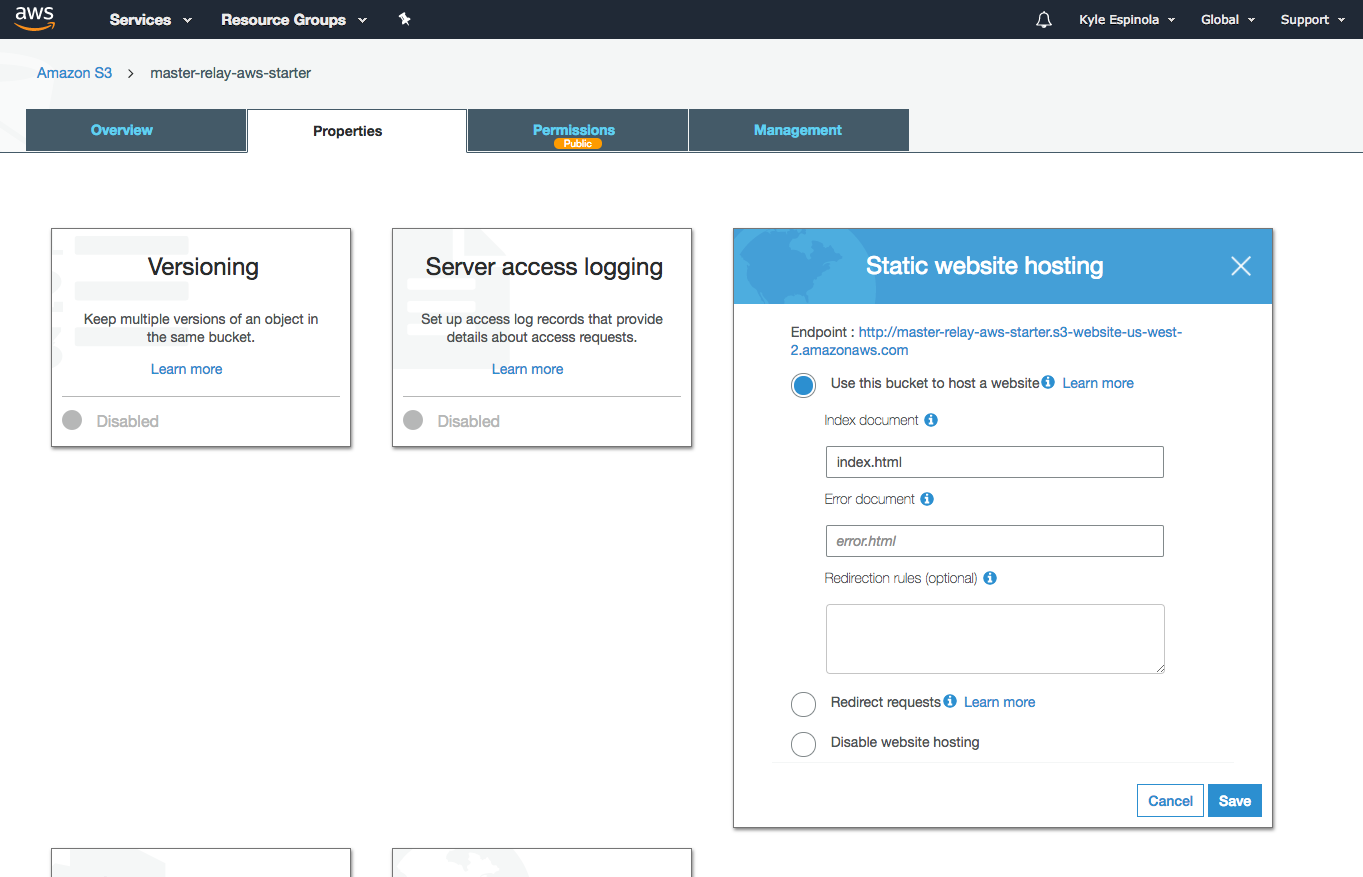 aws Services Resource Groups Kyle Espinola Global Support
Amazon S3 > master-relay-aws-starter
Overview Properties Permissions Management
Public
Versioning
Keep multiple versions of an object in
the same bucket.
Learn more
Disabled
Server access logging
Set up access log records that provide
details about access requests.
Learn more
Disabled
Static website hosting
Endpoint : http://master-relay-aws-starter.s3-website-us-west-
2.amazonaws.com
Use this bucket to host a website Learn more
Index document
index.html
Error document
error.html
Redirection rules (optional)
Redirect requests Learn more
Disable website hosting
Cancel Save